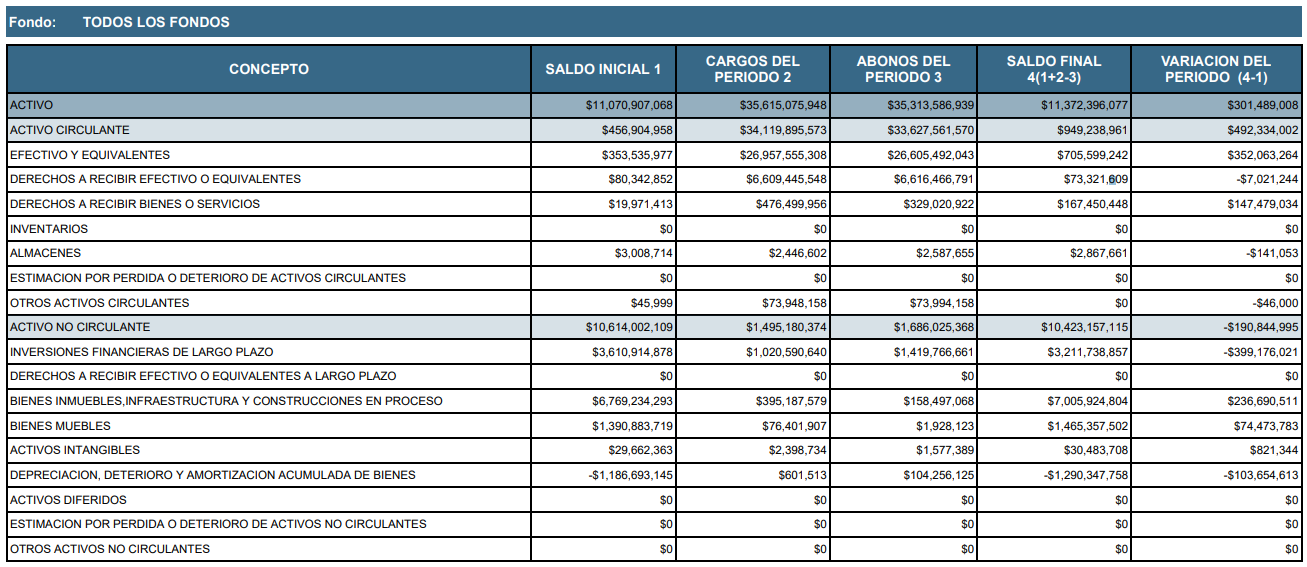 Fondo: TODOS LOS FONDOS
CONCEPTO SALDO INICIAL 1 CARGOS DEL PERIODO 2 ABONOS DEL PERIODO 3 SALDO FINAL 4(1+2-3) VARIACION DEL PERIODO (4-1)
ACTIVO $11,070,907,068 $35,615,075,948 $35,313,586,939 $11,372,396,077 $301,489,008
ACTIVO CIRCULANTE $456,904,958 $34,119,895,573 $33,627,561,570 $949,238,961 $492,334,002
EFECTIVO Y EQUIVALENTES $353,535,977 $26,957,555,308 $26,605,492,043 $705,599,242 $352,063,264
DERECHOS A RECIBIR EFECTIVO O EQUIVALENTES $80,342,852 $6,609,445,548 $6,616,466,791 $73,321,609 -$7,021,244
DERECHOS A RECIBIR BIENES O SERVICIOS $19,971,413 $476,499,956 $329,020,922 $167,450,448 $147,479,034
INVENTARIOS $0 $0 $0 $0 $0
ALMACENES $3,008,714 $2,446,602 $2,587,655 $2,867,661 -$141,053
ESTIMACION POR PERDIDA O DETERIORO DE ACTIVOS CIRCULANTES $0 $0 $0 $0 $0
OTROS ACTIVOS CIRCULANTES $45,999 $73,948,158 $73,994,158 $0 -$46,000
ACTIVO NO CIRCULANTE $10,614,002,109 $1,495,180,374 $1,686,025,368 $10,423,157,115 -$190,844,995
INVERSIONES FINANCIERAS DE LARGO PLAZO $3,610,914,878 $1,020,590,640 $1,419,766,661 $3,211,738,857 -$399,176,021
DERECHOS A RECIBIR EFECTIVO O EQUIVALENTES A LARGO PLAZO $0 $0 $0 $0 $0
BIENES INMUEBLES,INFRAESTRUCTURA Y CONSTRUCCIONES EN PROCESO $6,769,234,293 $395,187,579 $158,497,068 $7,005,924,804 $236,690,511
BIENES MUEBLES $1,390,883,719 $76,401,907 $1,928,123 $1,465,357,502 $74,473,783
ACTIVOS INTANGIBLES $29,662,363 $2,398,734 $1,577,389 $30,483,708 $821,344
DEPRECIACION, DETERIORO Y AMORTIZACION ACUMULADA DE BIENES -$1,186,693,145 $601,513 $104,256,125 -$1,290,347,758 -$103,654,613
ACTIVOS DIFERIDOS $0 $0 $0 $0 $0
ESTIMACION POR PERDIDA O DETERIORO DE ACTIVOS NO CIRCULANTES $0 $0 $0 $0 $0
OTROS ACTIVOS NO CIRCULANTES $0 $0 $0 $0 $0